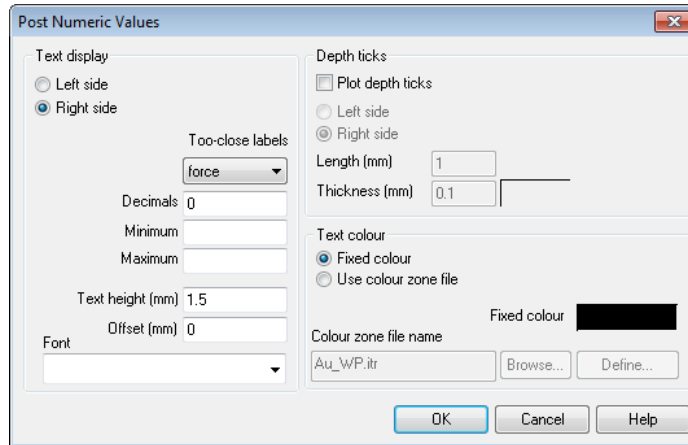 Post Numeric Values
Text display
Left side
Right side
Too-close labels
force
Decimals 0
Minimum
Maximum
Text height (mm) 1.5
Offset (mm) 0
Font
Depth ticks
Plot depth ticks
Left side
Right side
Length (mm) 1
Thickness (mm) 0.1
Text colour
Fixed colour
Use colour zone file
Fixed colour
Colour zone file name
Au_WP.itr Browse... Define...
OK Cancel Help